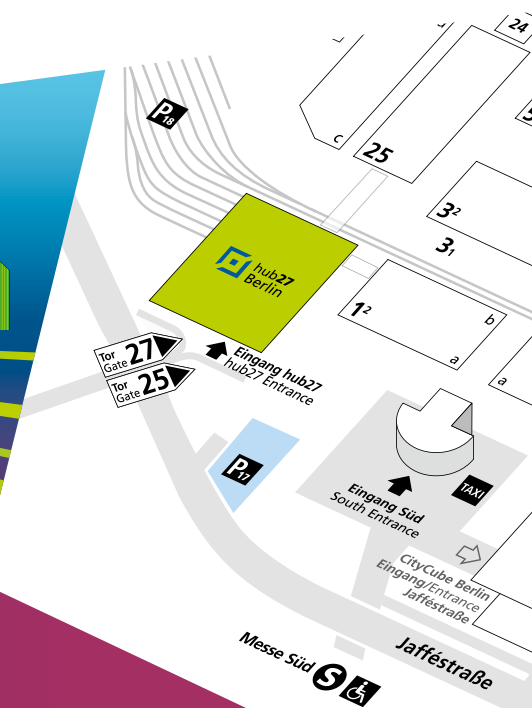 24
5
P18
c
25
3²
3₁
hub27
Berlin
1²
b
a
a
Tor
Gate 27
Tor
Gate 25
Eingang hub27
hub27 Entrance
P17
TAXI
Eingang Süd
South Entrance
CityCube Berlin
Eingang/Entrance
Jafféstraße
Messe Süd S
Jafféstraße